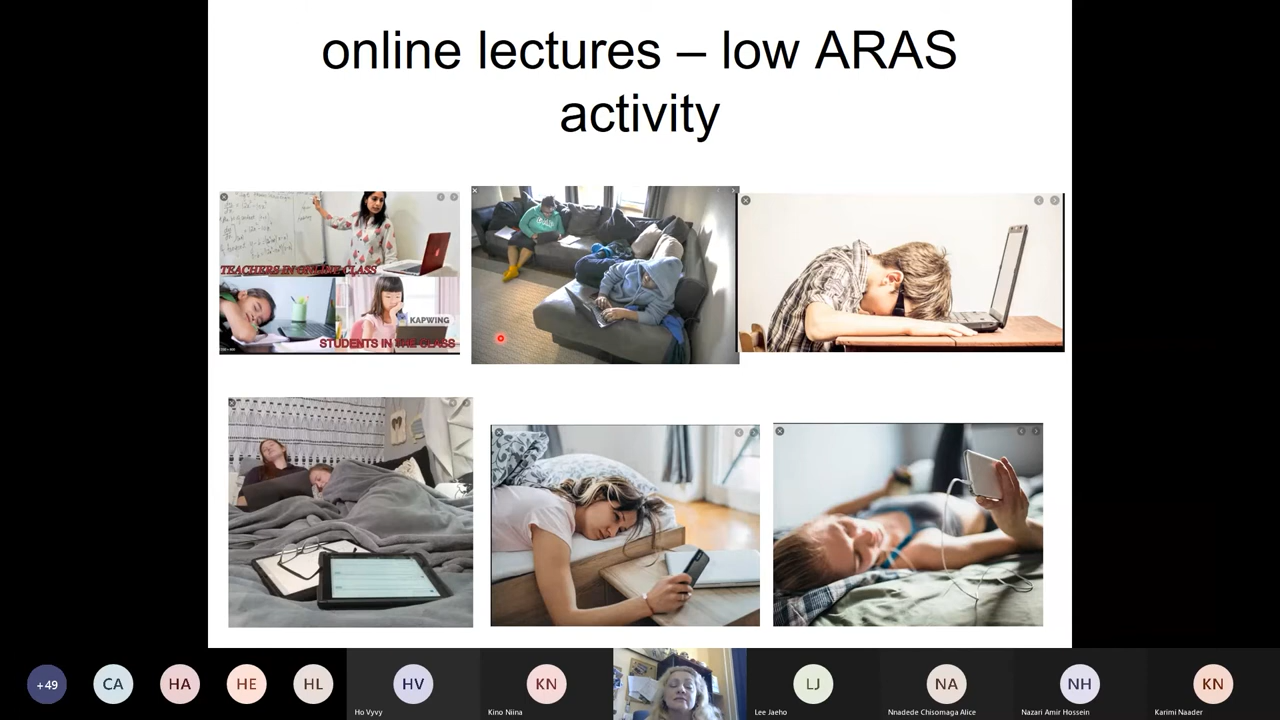 online lectures – low ARAS
activity
TEACHERS IN ONLINE CLASS
KAPWING
STUDENTS IN THE CLASS
+49
CA
HA
HE
HL
HV
KN
LJ
NA
NH
KN
Ho Vyvy
Kino Niina
Lee Jaeho
Nnadede Chisomaga Alice
Nazari Amir Hossein
Karimi Naader